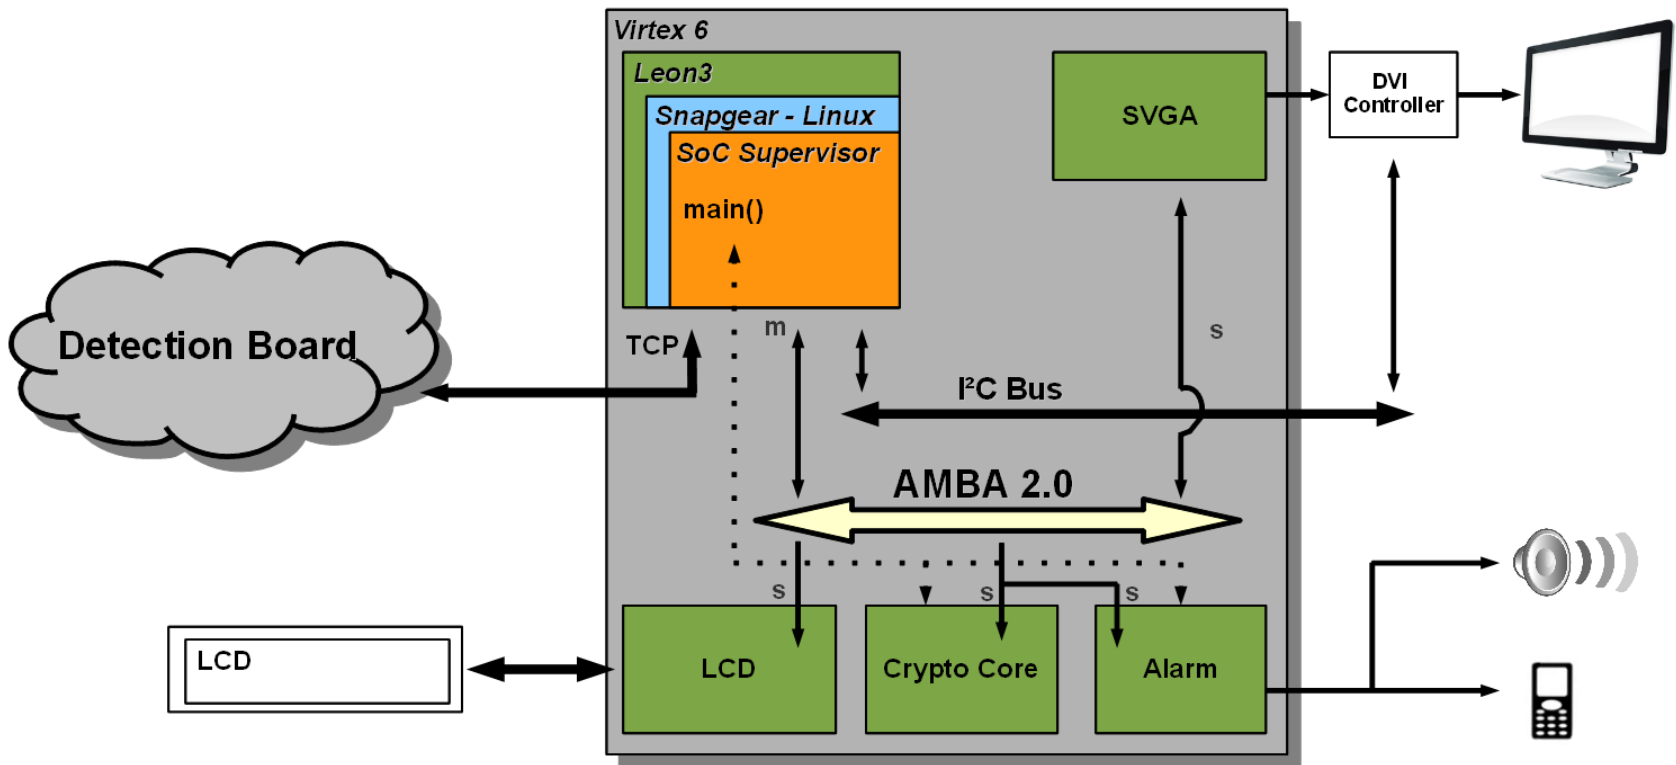 Virtex 6
Leon3
Snapgear - Linux
SoC Supervisor
main()
SVGA
DVI
Controller
Detection Board
TCP
m
s
I²C Bus
AMBA 2.0
s
s
s
LCD
LCD
Crypto Core
Alarm